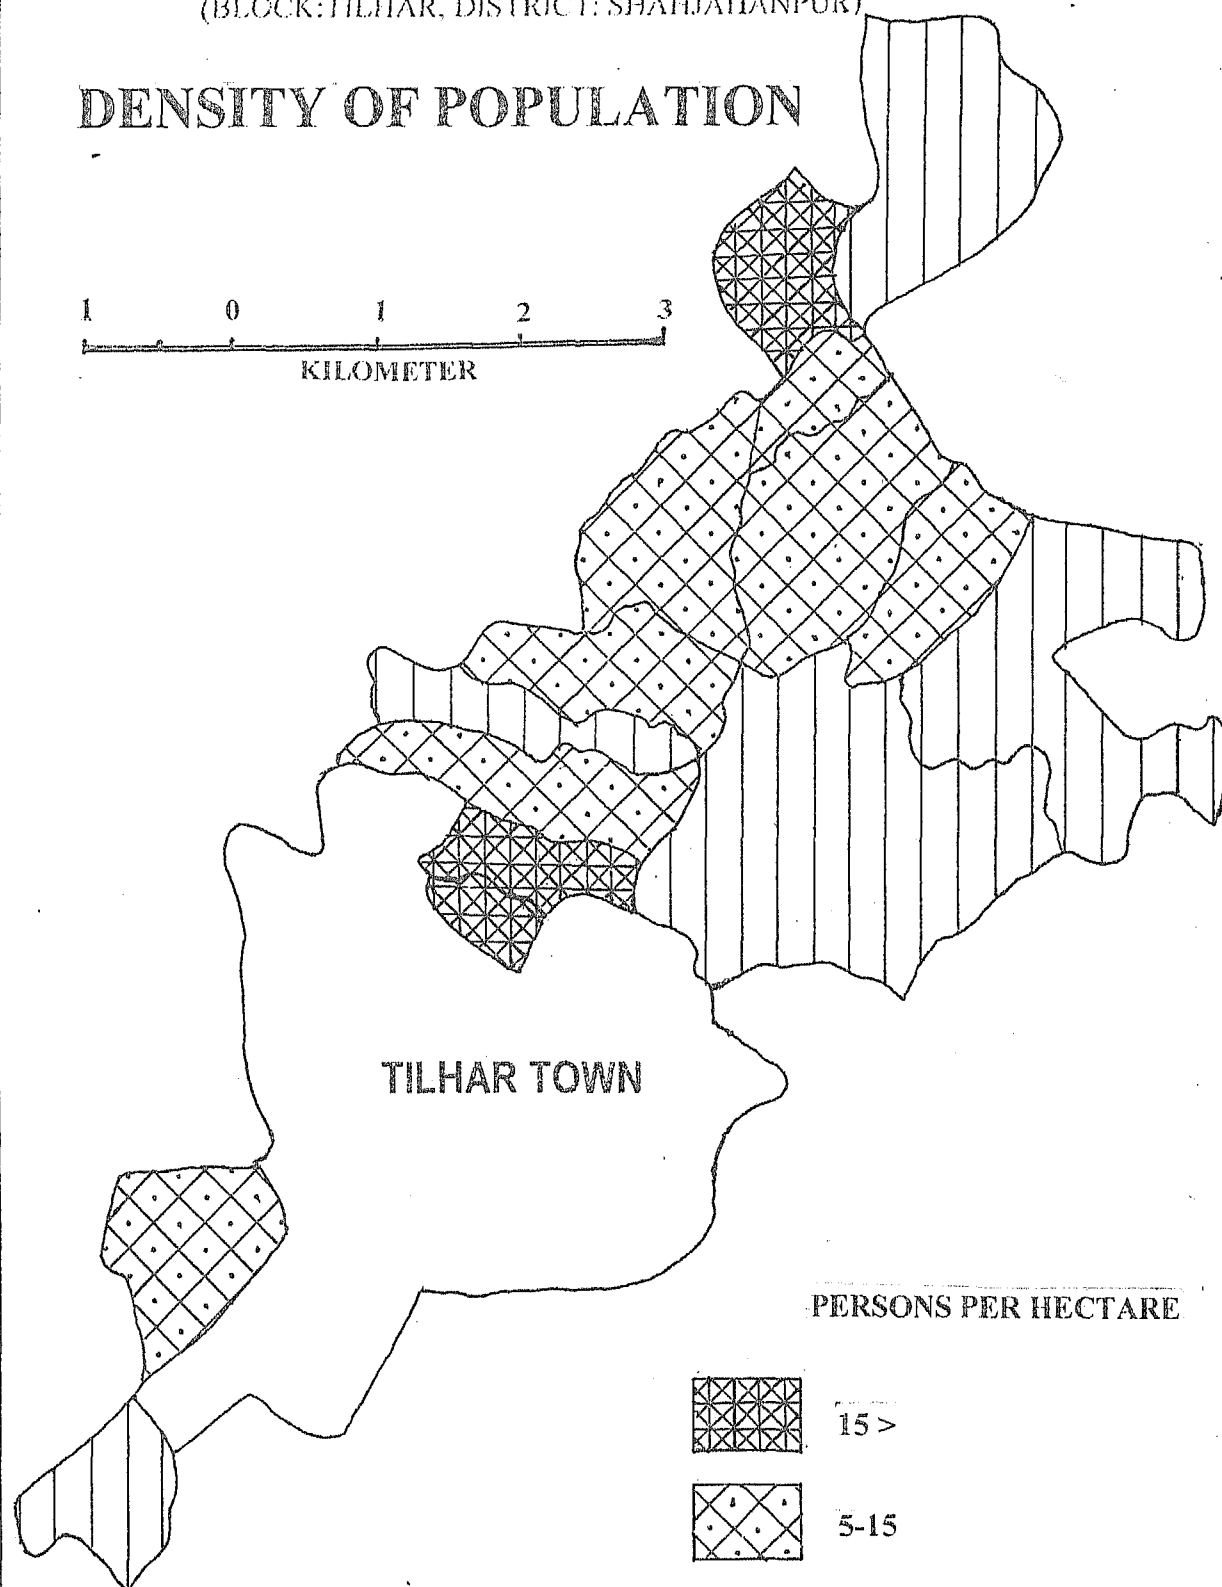 (BLOCK: TILHAR, DISTRICT: SHAHJAHANPUR)
DENSITY OF POPULATION
1 0 1 2 3
KILOMETER
TILHAR TOWN
PERSONS PER HECTARE
15 >
5-15